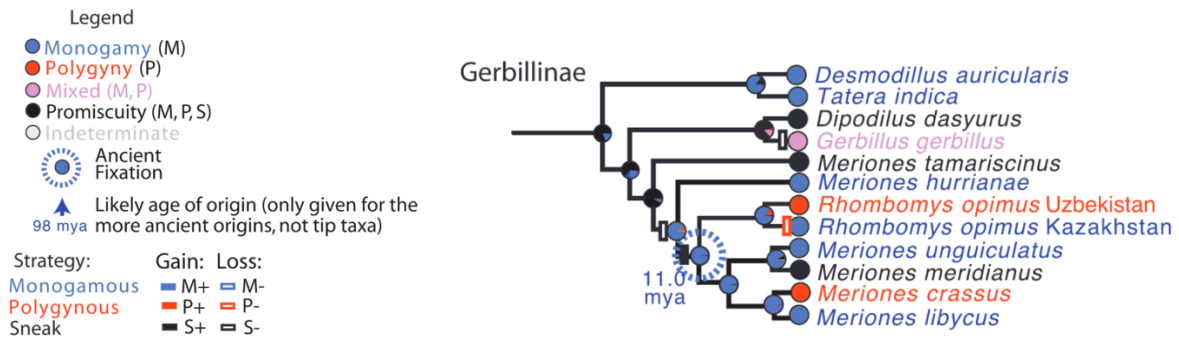 Legend
Monogamy (M)
Polygyny (P)
Mixed (M, P)
Promiscuity (M, P, S)
Indeterminate
Ancient
Fixation
98 mya
Likely age of origin (only given for the
more ancient origins, not tip taxa)
Strategy: Gain: Loss:
Monogamous M+ M-
Polygynous P+ P-
Sneak S+ S-
Gerbillinae
Desmodillus auricularis
Tatera indica
Dipodilus dasyurus
Gerbillus gerbillus
Meriones tamariscinus
Meriones hurrianae
Rhombomys opimus Uzbekistan
Rhombomys opimus Kazakhstan
Meriones unguiculatus
Meriones meridianus
Meriones crassus
Meriones libycus
11.0
mya